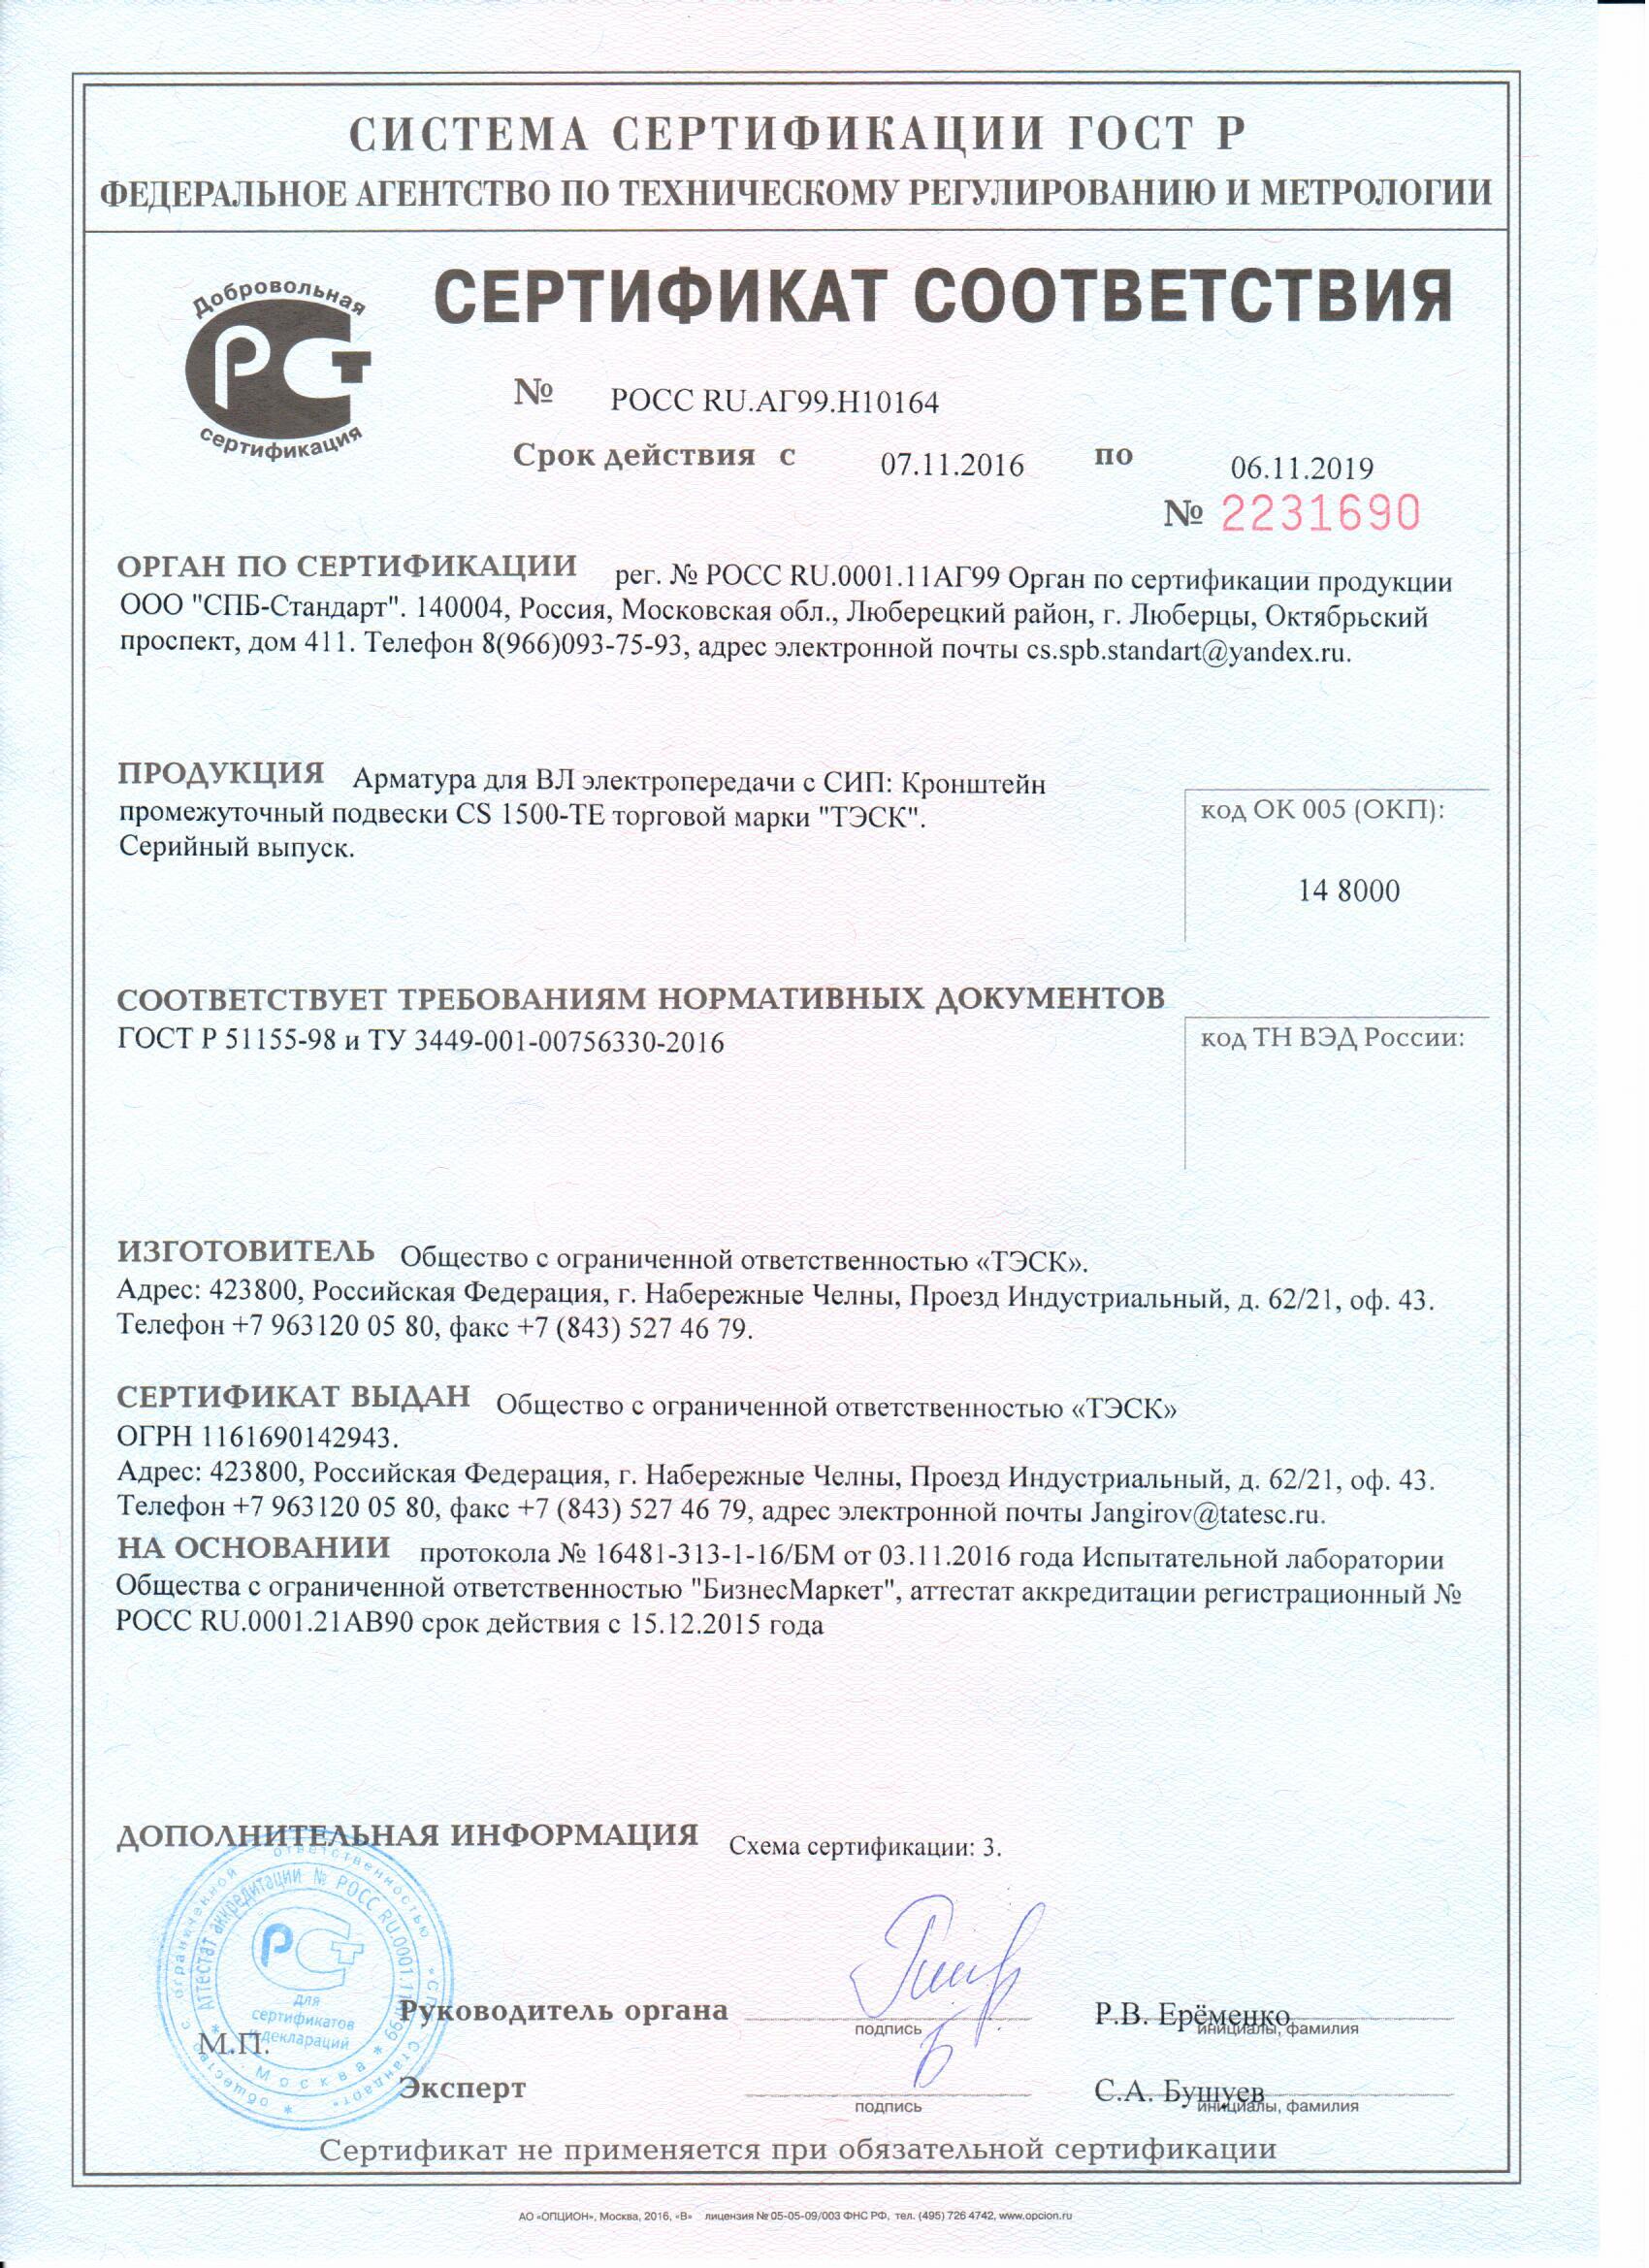 СИСТЕМА СЕРТИФИКАЦИИ ГОСТ Р
ФЕДЕРАЛЬНОЕ АГЕНТСТВО ПО ТЕХНИЧЕСКОМУ РЕГУЛИРОВАНИЮ И МЕТРОЛОГИИ
Добровольная
РСТ
сертификация
СЕРТИФИКАТ СООТВЕТСТВИЯ
№ РОСС RU.АГ99.Н10164
Срок действия с 07.11.2016 по 06.11.2019
№ 2231690
ОРГАН ПО СЕРТИФИКАЦИИ рег. № РОСС RU.0001.11АГ99 Орган по сертификации продукции
ООО "СПБ-Стандарт". 140004, Россия, Московская обл., Люберецкий район, г. Люберцы, Октябрьский
проспект, дом 411. Телефон 8(966)093-75-93, адрес электронной почты cs.spb.standart@yandex.ru.
ПРОДУКЦИЯ Арматура для ВЛ электропередачи с СИП: Кронштейн
промежуточный подвески CS 1500-TE торговой марки "ТЭСК".
Серийный выпуск.
код ОК 005 (ОКП):
14 8000
СООТВЕТСТВУЕТ ТРЕБОВАНИЯМ НОРМАТИВНЫХ ДОКУМЕНТОВ
ГОСТ Р 51155-98 и ТУ 3449-001-00756330-2016
код ТН ВЭД России:
ИЗГОТОВИТЕЛЬ Общество с ограниченной ответственностью «ТЭСК».
Адрес: 423800, Российская Федерация, г. Набережные Челны, Проезд Индустриальный, д. 62/21, оф. 43.
Телефон +7 963120 05 80, факс +7 (843) 527 46 79.
СЕРТИФИКАТ ВЫДАН Общество с ограниченной ответственностью «ТЭСК»
ОГРН 1161690142943.
Адрес: 423800, Российская Федерация, г. Набережные Челны, Проезд Индустриальный, д. 62/21, оф. 43.
Телефон +7 963120 05 80, факс +7 (843) 527 46 79, адрес электронной почты Jangirov@tatesc.ru.
НА ОСНОВАНИИ протокола № 16481-313-1-16/БМ от 03.11.2016 года Испытательной лаборатории
Общества с ограниченной ответственностью "БизнесМаркет", аттестат аккредитации регистрационный №
РОСС RU.0001.21АВ90 срок действия с 15.12.2015 года
ДОПОЛНИТЕЛЬНАЯ ИНФОРМАЦИЯ Схема сертификации: 3.
* общество с ограниченной ответственностью
* Аттестат аккредитации № РОСС RU.0001.11АГ99 *
Москва
РСТ
для
сертификатов
и деклараций
М.П.
Руководитель органа
подпись
Р.В. Ерёменко
инициалы, фамилия
Эксперт
подпись
С.А. Бушуев
инициалы, фамилия
Сертификат не применяется при обязательной сертификации
АО «ОПЦИОН», Москва, 2016, «В» лицензия № 05-05-09/003 ФНС РФ, тел. (495) 726 4742, www.opcion.ru